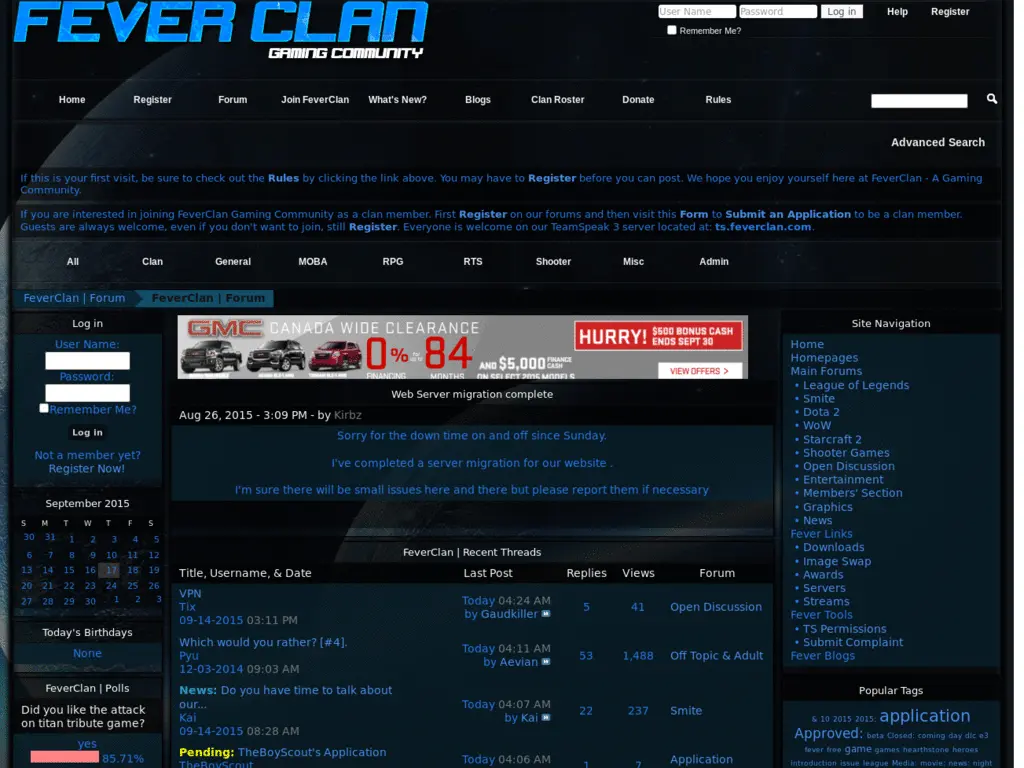 FEVER CLAN
GAMING COMMUNITY
User Name Password Log in Help Register
Remember Me?
Home Register Forum Join FeverClan What's New? Blogs Clan Roster Donate Rules
Advanced Search
If this is your first visit, be sure to check out the Rules by clicking the link above. You may have to Register before you can post. We hope you enjoy yourself here at FeverClan - A Gaming
Community.
If you are interested in joining FeverClan Gaming Community as a clan member. First Register on our forums and then visit this Form to Submit an Application to be a clan member.
Guests are always welcome, even if you don't want to join, still Register. Everyone is welcome on our TeamSpeak 3 server located at: ts.feverclan.com.
All Clan General MOBA RPG RTS Shooter Misc Admin
FeverClan | Forum FeverClan | Forum
Log in
User Name:
Password:
Remember Me?
Log in
Not a member yet?
Register Now!
September 2015
S M T W T F S
30 31 1 2 3 4 5
6 7 8 9 10 11 12
13 14 15 16 17 18 19
20 21 22 23 24 25 26
27 28 29 30 1 2 3
Today's Birthdays
None
FeverClan | Polls
Did you like the attack
on titan tribute game?
yes
85.71%
GMC CANADA WIDE CLEARANCE
0% 84
FINANCING MONTHS
AND $5,000 FINANCE CASH
ON SELECT 2015 MODELS
HURRY! $500 BONUS CASH
ENDS SEPT 30
VIEW OFFERS >
Web Server migration complete
Aug 26, 2015 - 3:09 PM - by Kirbz
Sorry for the down time on and off since Sunday.
I've completed a server migration for our website .
I'm sure there will be small issues here and there but please report them if necessary
FeverClan | Recent Threads
Title, Username, & Date Last Post Replies Views Forum
VPN
Tlx
09-14-2015 03:11 PM
Today 04:24 AM
by Gaudkiller
5 41 Open Discussion
Which would you rather? [#4].
Pyu
12-03-2014 09:03 AM
Today 04:11 AM
by Aevian
53 1,488 Off Topic & Adult
News: Do you have time to talk about
our...
Kai
09-14-2015 08:28 AM
Today 04:07 AM
by Kai
22 237 Smite
Pending: TheBoyScout's Application
TheBoyScout
Today 04:06 AM
1 7 Application
Site Navigation
Home
Homepages
Main Forums
• League of Legends
• Smite
• Dota 2
• WoW
• Starcraft 2
• Shooter Games
• Open Discussion
• Entertainment
• Members' Section
• Graphics
• News
Fever Links
• Downloads
• Image Swap
• Awards
• Servers
• Streams
Fever Tools
• TS Permissions
• Submit Complaint
Fever Blogs
Popular Tags
& 10 2015 2015: application
Approved: beta Closed: coming day dlc e3
fever free game games hearthstone heroes
introduction issue league Media: movie: news: night